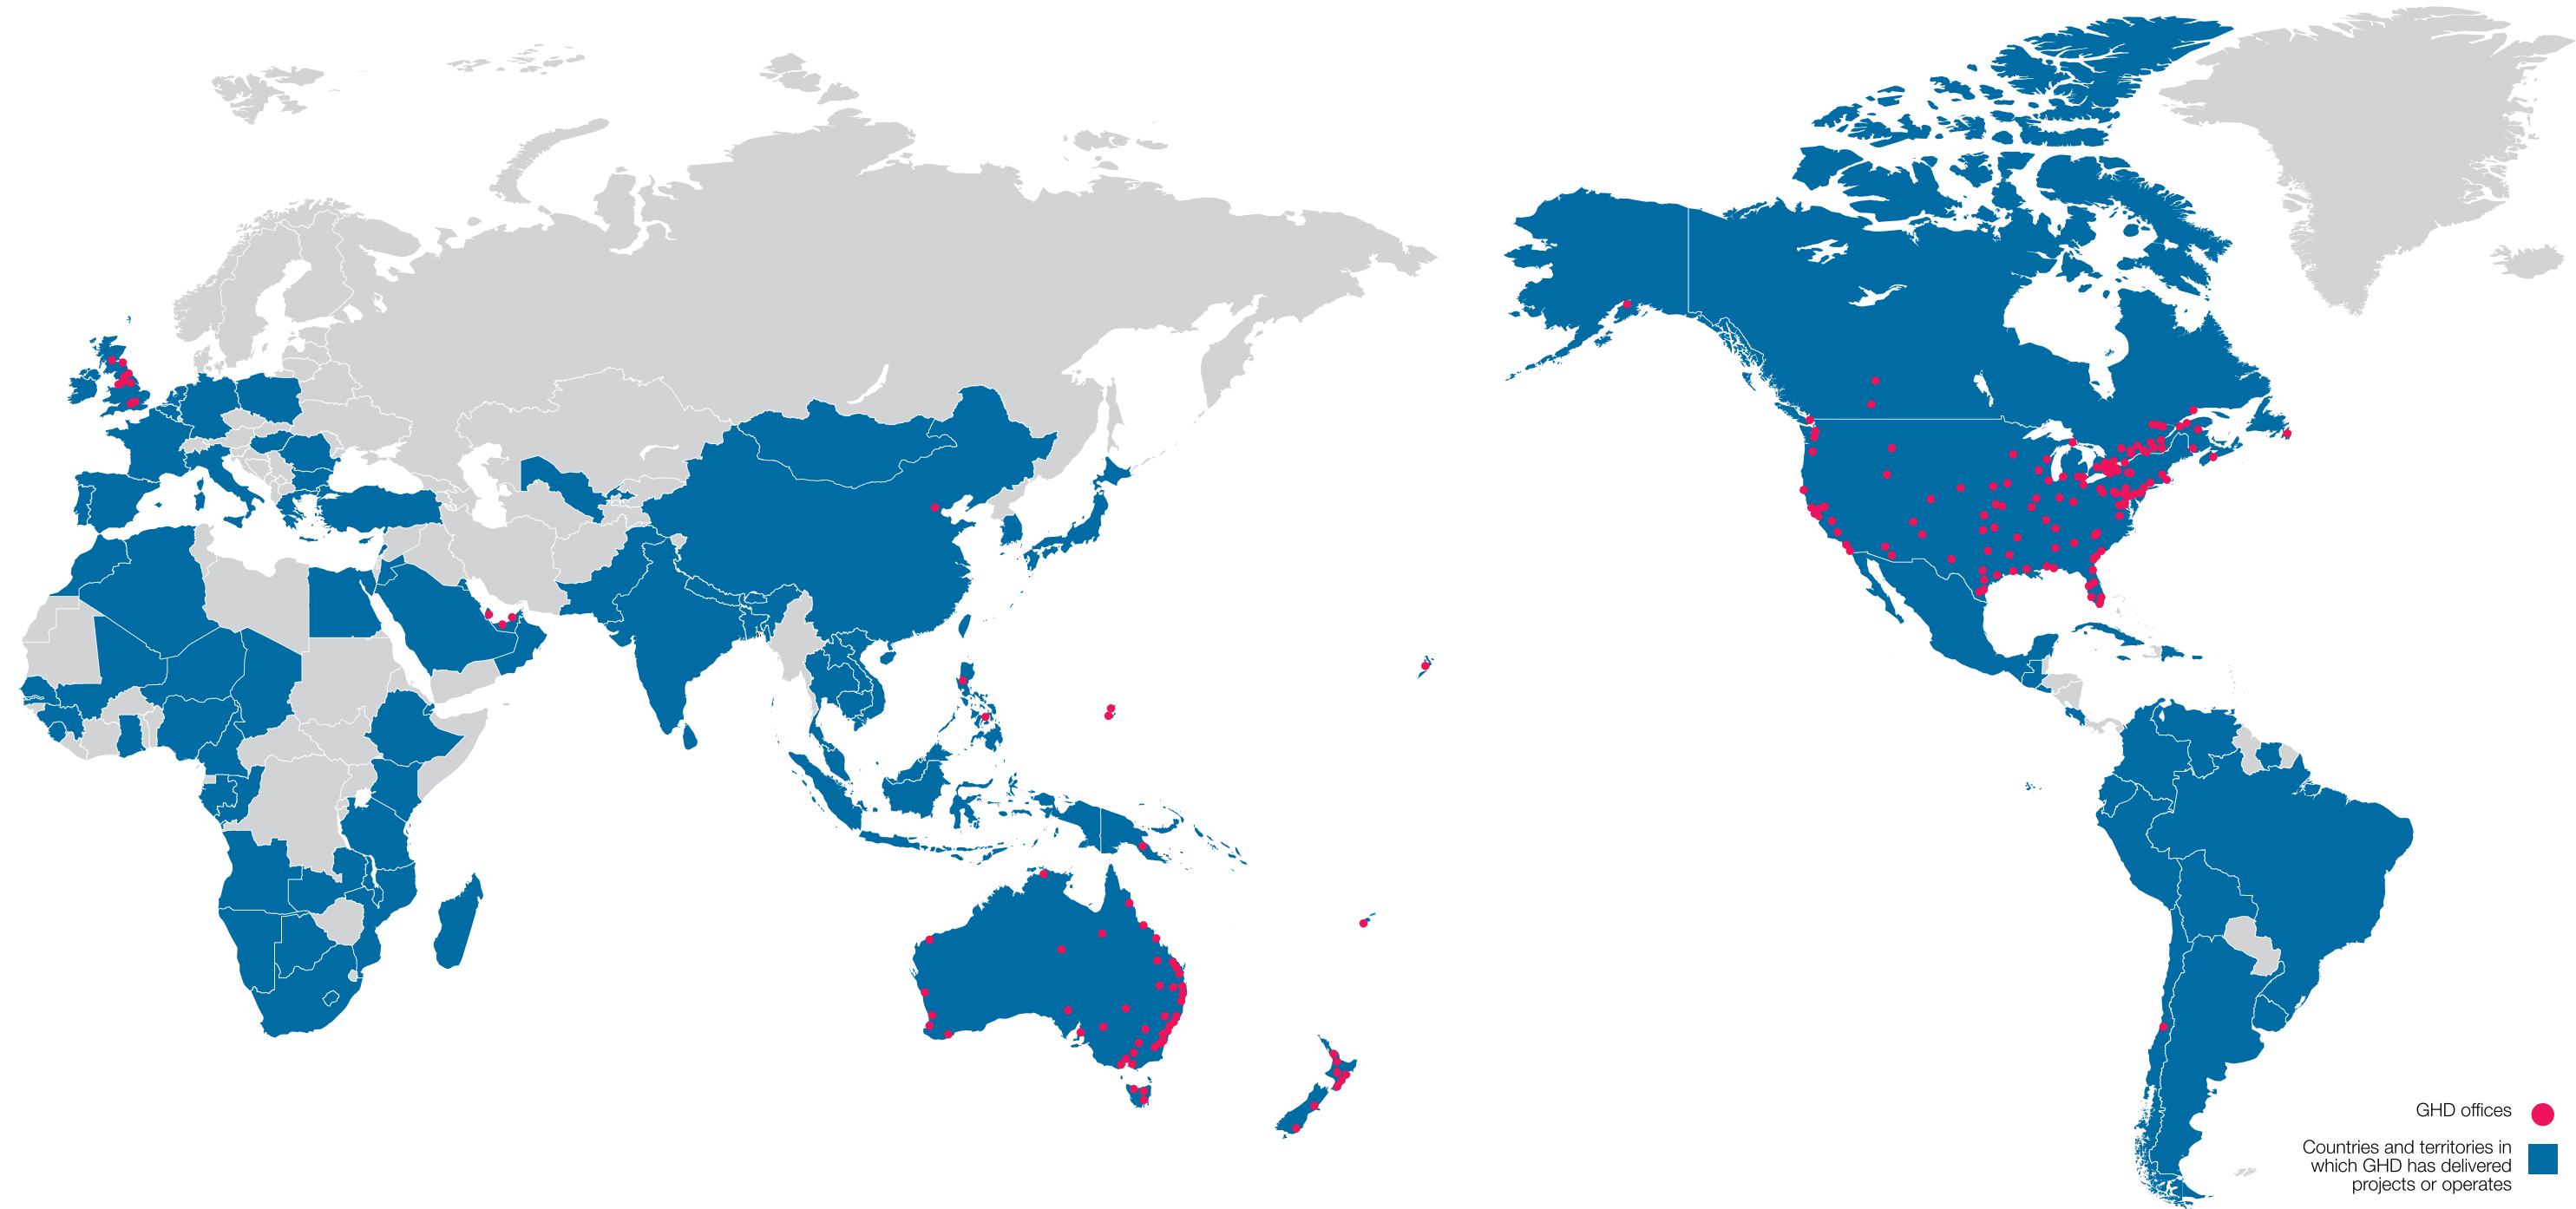 GHD offices
Countries and territories in
which GHD has delivered
projects or operates